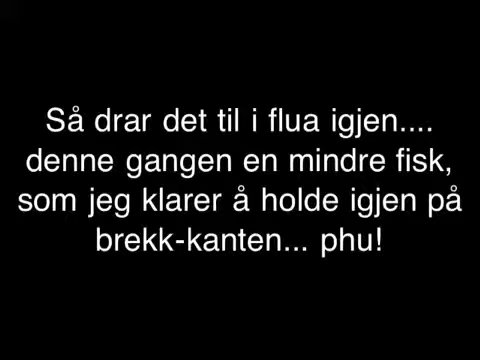 Så drar det til i flua igjen....
denne gangen en mindre fisk,
som jeg klarer å holde igjen på
brekk-kanten... phu!